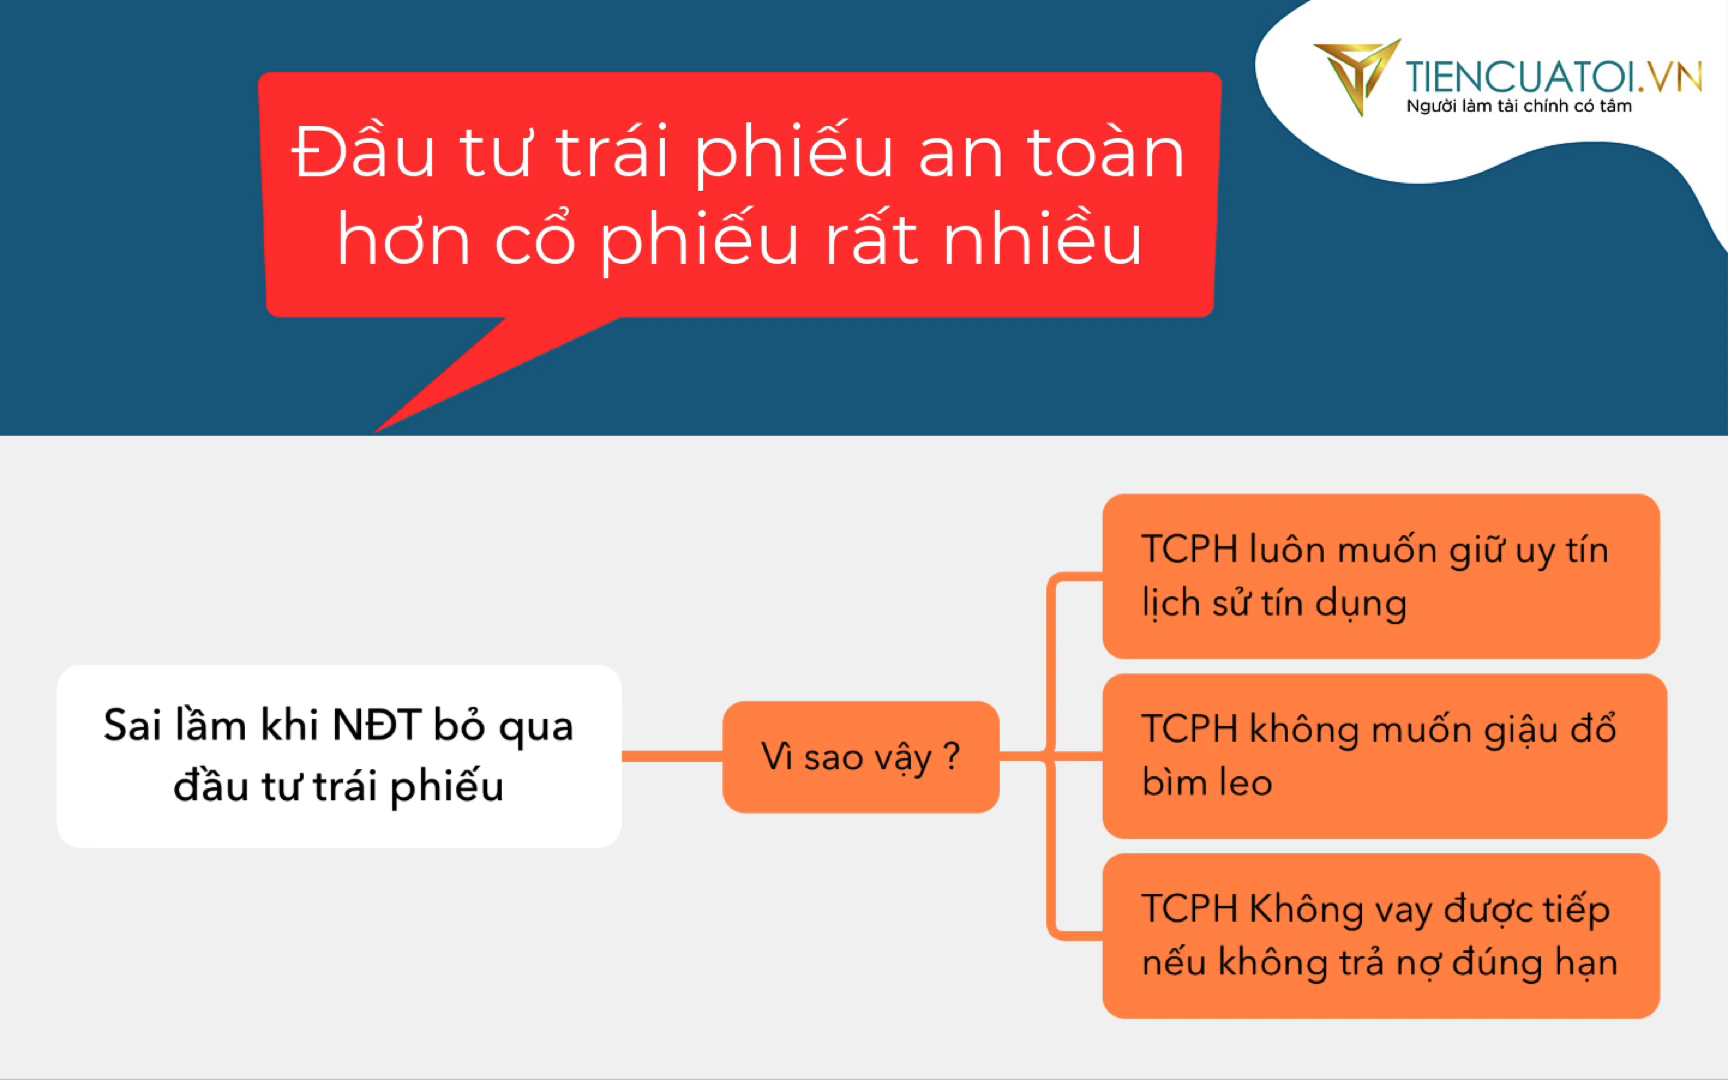 TIENCUATOI.VN
Người làm tài chính có tâm
Đầu tư trái phiếu an toàn
hơn cổ phiếu rất nhiều
Sai lầm khi NĐT bỏ qua
đầu tư trái phiếu
Vì sao vậy ?
TCPH luôn muốn giữ uy tín
lịch sử tín dụng
TCPH không muốn giậu đổ
bìm leo
TCPH Không vay được tiếp
nếu không trả nợ đúng hạn